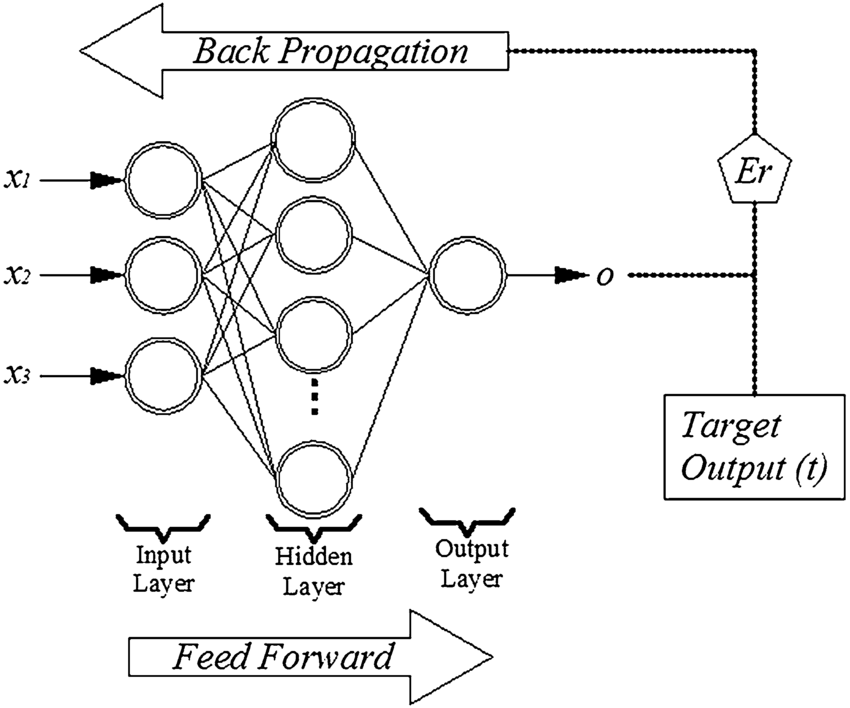 Back Propagation
Er
x1
x2
x3
o
Target
Output (t)
Input
Layer
Hidden
Layer
Output
Layer
Feed Forward